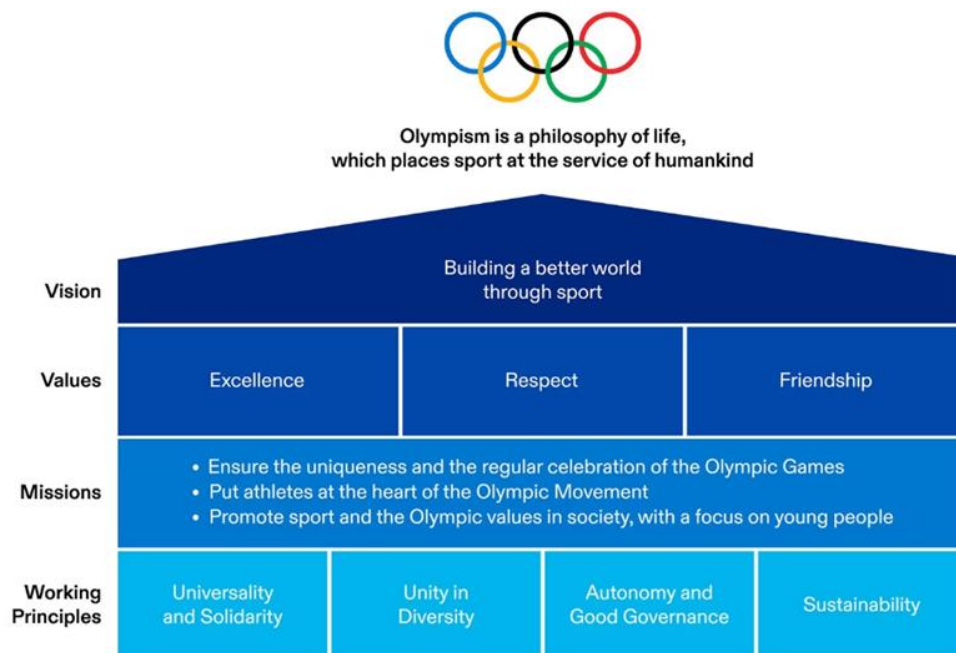 Olympism is a philosophy of life,
which places sport at the service of humankind
Vision
Building a better world
through sport
Values
Excellence
Respect
Friendship
Missions
• Ensure the uniqueness and the regular celebration of the Olympic Games
• Put athletes at the heart of the Olympic Movement
• Promote sport and the Olympic values in society, with a focus on young people
Working
Principles
Universality
and Solidarity
Unity in
Diversity
Autonomy and
Good Governance
Sustainability